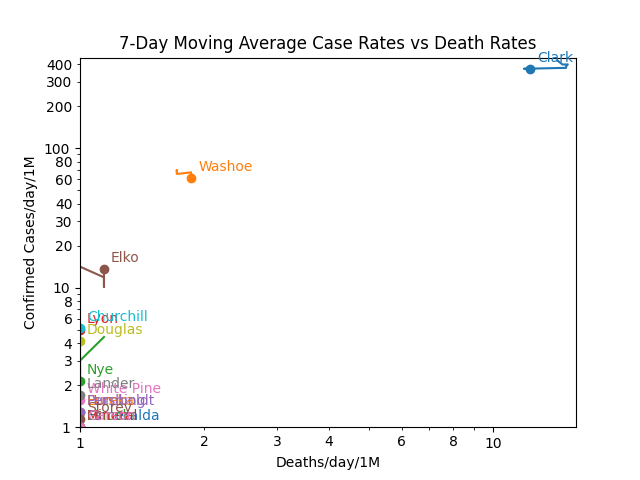 7-Day Moving Average Case Rates vs Death Rates
Clark
Washoe
Elko
Churchill
Lyon
Douglas
Nye
Lander
White Pine
Humboldt
Storey
Confirmed Cases/day/1M
400
300
200
100
80
60
40
30
20
10
8
6
4
3
2
1
1
2
3
4
6
8
10
Deaths/day/1M